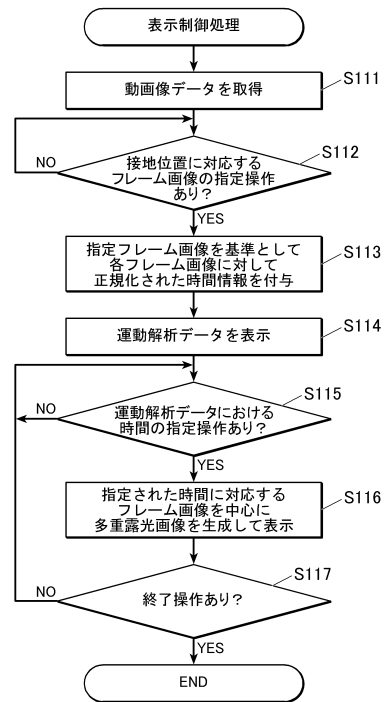 表示制御処理
動画像データを取得
S111
接地位置に対応する
フレーム画像の指定操作
あり?
S112
NO
YES
指定フレーム画像を基準として
各フレーム画像に対して
正規化された時間情報を付与
S113
運動解析データを表示
S114
運動解析データにおける
時間の指定操作あり?
S115
NO
YES
指定された時間に対応する
フレーム画像を中心に
多重露光画像を生成して表示
S116
終了操作あり?
S117
NO
YES
END